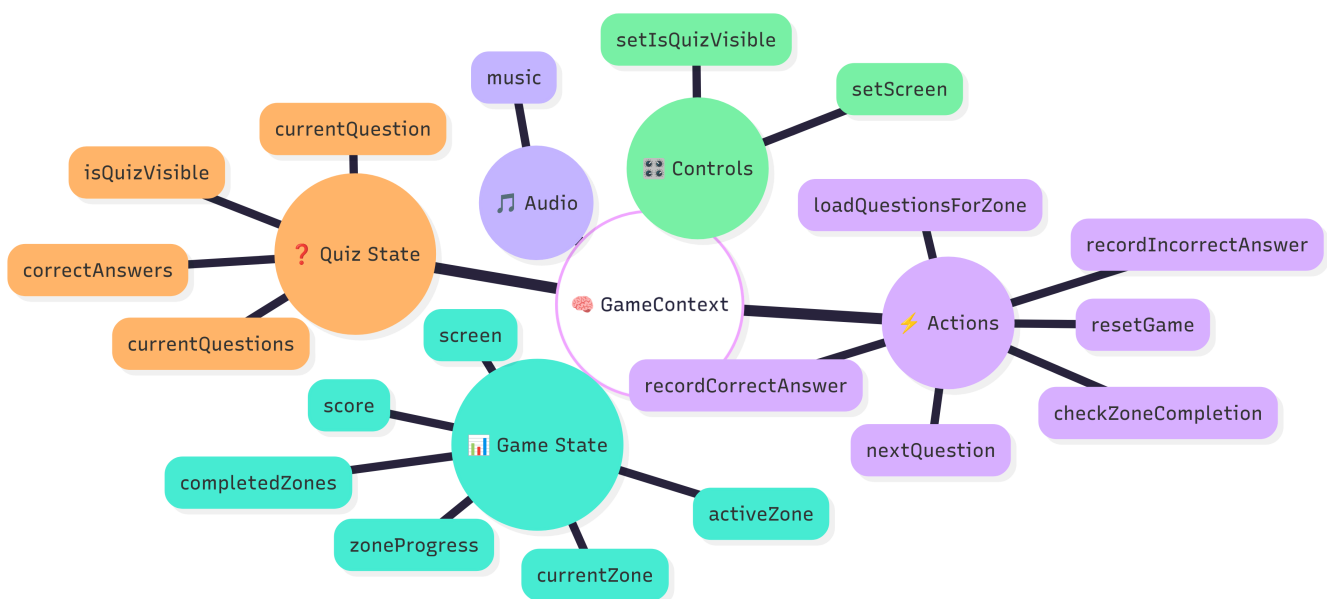 setIsQuizVisible
music
setScreen
currentQuestion
isQuizVisible
🎛️ Controls
🎵 Audio
loadQuestionsForZone
recordIncorrectAnswer
❓ Quiz State
correctAnswers
🧠 GameContext
⚡ Actions
resetGame
currentQuestions
screen
recordCorrectAnswer
score
checkZoneCompletion
📊 Game State
nextQuestion
completedZones
activeZone
zoneProgress
currentZone